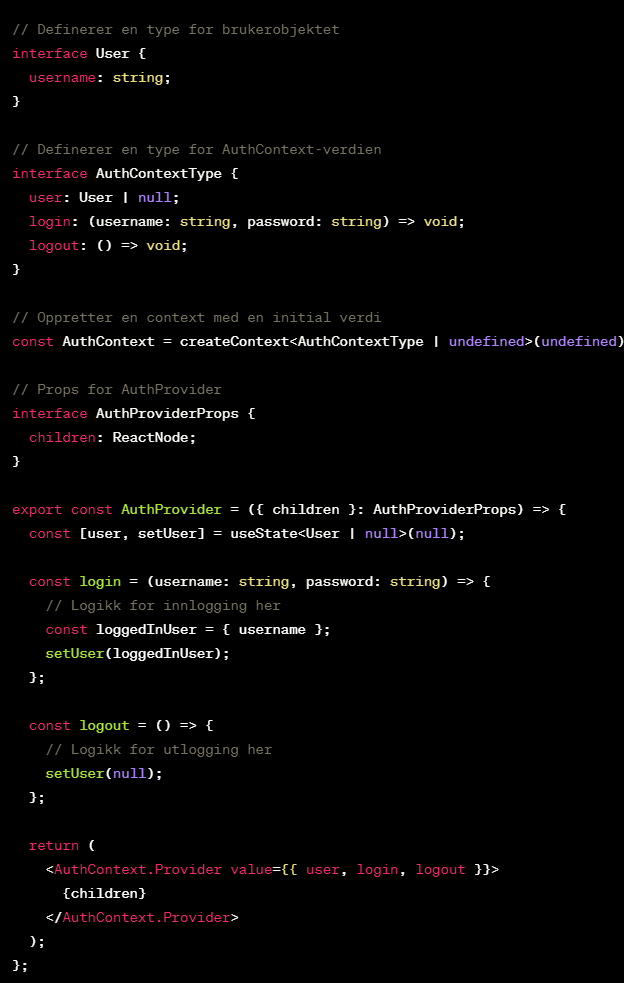 // Definerer en type for brukerobjektet
interface User {
  username: string;
}

// Definerer en type for AuthContext-verdien
interface AuthContextType {
  user: User | null;
  login: (username: string, password: string) => void;
  logout: () => void;
}

// Oppretter en context med en initial verdi
const AuthContext = createContext<AuthContextType | undefined>(undefined)

// Props for AuthProvider
interface AuthProviderProps {
  children: ReactNode;
}

export const AuthProvider = ({ children }: AuthProviderProps) => {
  const [user, setUser] = useState<User | null>(null);

  const login = (username: string, password: string) => {
    // Logikk for innlogging her
    const loggedInUser = { username };
    setUser(loggedInUser);
  };

  const logout = () => {
    // Logikk for utlogging her
    setUser(null);
  };

  return (
    <AuthContext.Provider value={{ user, login, logout }}>
      {children}
    </AuthContext.Provider>
  );
};